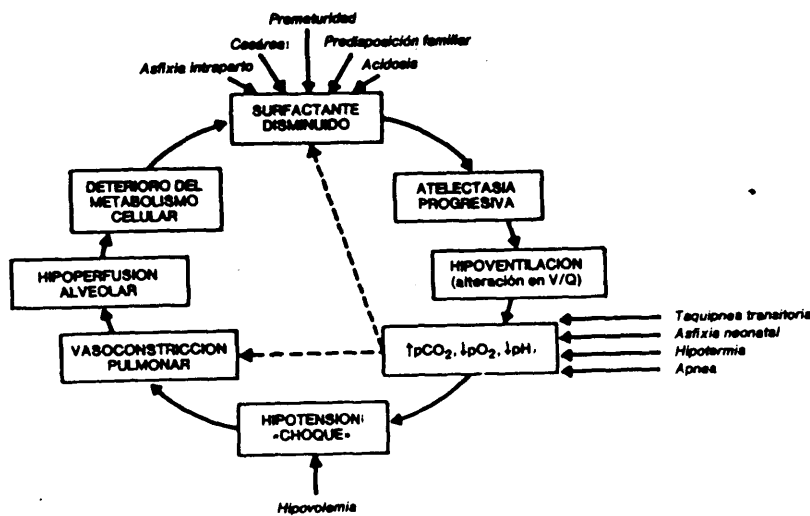 Prematuridad
Cesárea
Predisposición familiar
Asfixia intraparto
Acidosis
SURFACTANTE
DISMINUIDO
DETERIORO DEL
METABOLISMO
CELULAR
ATELECTASIA
PROGRESIVA
HIPOPERFUSION
ALVEOLAR
HIPOVENTILACION
(alteración en V/Q)
VASOCONSTRICCION
PULMONAR
↑pCO₂, ↓pO₂, ↓pH
Taquipnea transitoria
Asfixia neonatal
Hipotermia
Apnea
HIPOTENSION
«CHOQUE»
Hipovolemia